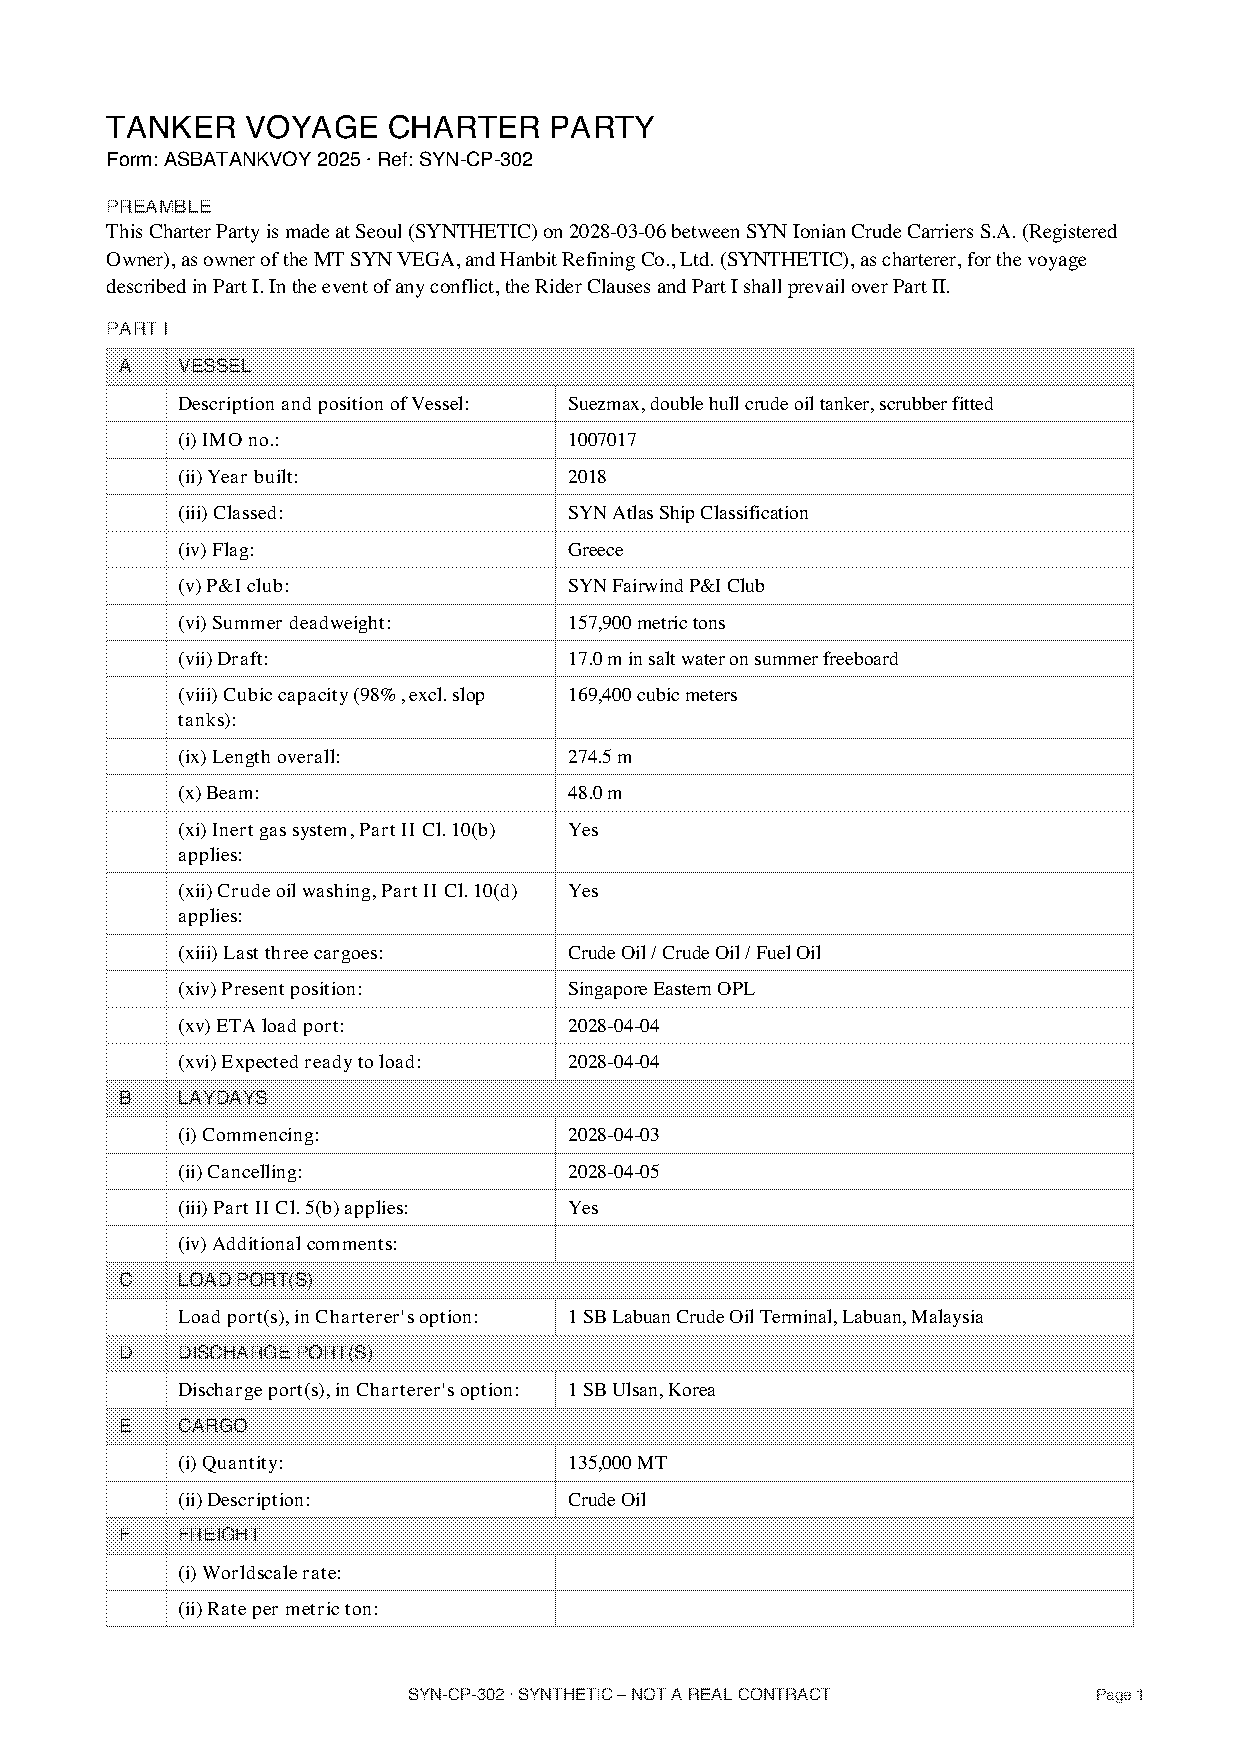 TANKER VOYAGE CHARTER PARTY
Form: ASBATANKVOY 2025 · Ref: SYN-CP-302
PREAMBLE
This Charter Party is made at Seoul (SYNTHETIC) on 2028-03-06 between SYN Ionian Crude Carriers S.A. (Registered
Owner), as owner of the MT SYN VEGA, and Hanbit Refining Co., Ltd. (SYNTHETIC), as charterer, for the voyage
described in Part I. In the event of any conflict, the Rider Clauses and Part I shall prevail over Part II.
PART I
A VESSEL
Description and position of Vessel: Suezmax, double hull crude oil tanker, scrubber fitted
(i) IMO no.: 1007017
(ii) Year built: 2018
(iii) Classed: SYN Atlas Ship Classification
(iv) Flag: Greece
(v) P&I club: SYN Fairwind P&I Club
(vi) Summer deadweight: 157,900 metric tons
(vii) Draft: 17.0 m in salt water on summer freeboard
(viii) Cubic capacity (98%, excl. slop 169,400 cubic meters
tanks):
(ix) Length overall: 274.5 m
(x) Beam: 48.0 m
(xi) Inert gas system, Part II Cl. 10(b) Yes
applies:
(xii) Crude oil washing, Part II Cl. 10(d) Yes
applies:
(xiii) Last three cargoes: Crude Oil / Crude Oil / Fuel Oil
(xiv) Present position: Singapore Eastern OPL
(xv) ETA load port: 2028-04-04
(xvi) Expected ready to load: 2028-04-04
B LAYDAYS
(i) Commencing: 2028-04-03
(ii) Cancelling: 2028-04-05
(iii) Part II Cl. 5(b) applies: Yes
(iv) Additional comments:
C LOAD PORT(S)
Load port(s), in Charterer's option: 1 SB Labuan Crude Oil Terminal, Labuan, Malaysia
D DISCHARGE PORT(S)
Discharge port(s), in Charterer's option: 1 SB Ulsan, Korea
E CARGO
(i) Quantity: 135,000 MT
(ii) Description: Crude Oil
F FREIGHT
(i) Worldscale rate:
(ii) Rate per metric ton:
SYN-CP-302 · SYNTHETIC – NOT A REAL CONTRACT Page 1